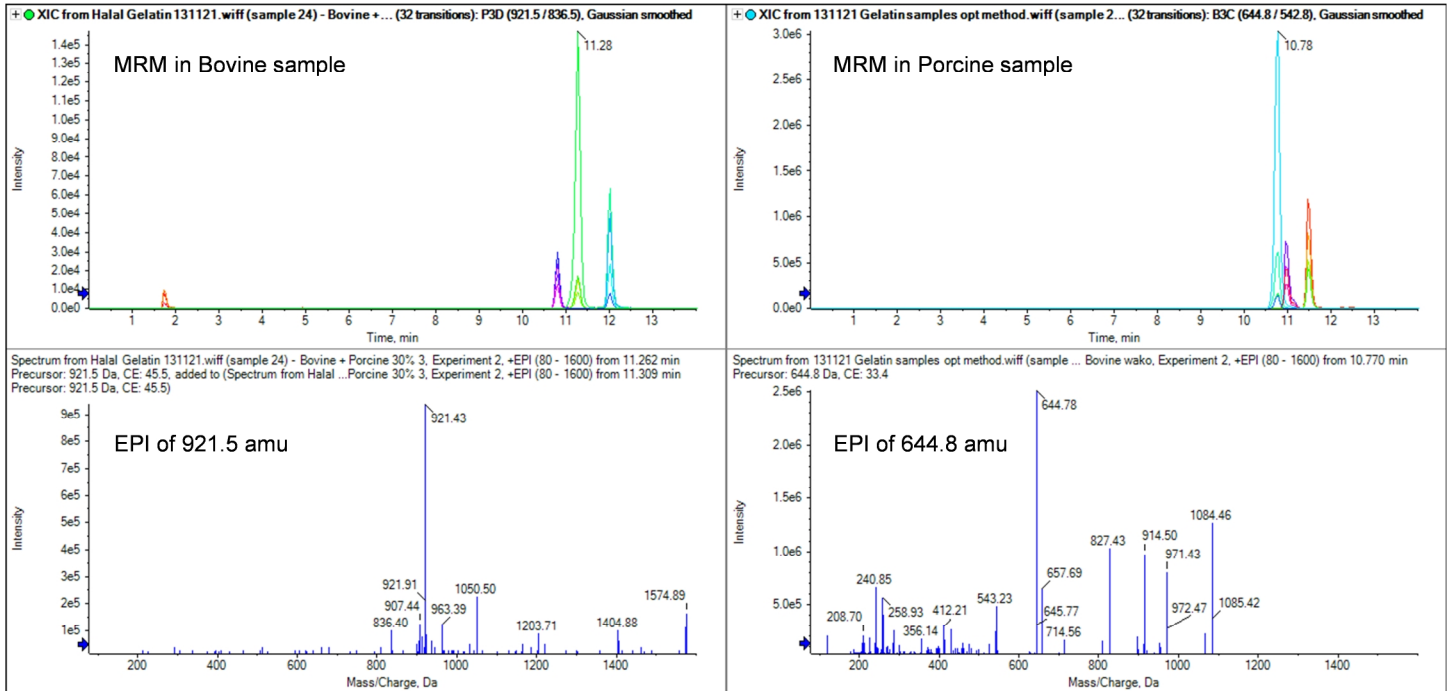 XIC from Halal Gelatin 131121.wiff (sample 24) - Bovine +... (32 transitions): P3D (921.5 / 836.5), Gaussian smoothed
MRM in Bovine sample
11.28
Intensity
1.4e5
1.3e5
1.2e5
1.1e5
1.0e5
9.0e4
8.0e4
7.0e4
6.0e4
5.0e4
4.0e4
3.0e4
2.0e4
1.0e4
0.0e0
1 2 3 4 5 6 7 8 9 10 11 12 13
Time, min
XIC from 131121 Gelatin samples opt method.wiff (sample 2... (32 transitions): B3C (644.8 / 542.8), Gaussian smoothed
MRM in Porcine sample
10.78
Intensity
3.0e6
2.5e6
2.0e6
1.5e6
1.0e6
5.0e5
0.0e0
1 2 3 4 5 6 7 8 9 10 11 12 13
Time, min
Spectrum from Halal Gelatin 131121.wiff (sample 24) - Bovine + Porcine 30% 3, Experiment 2, +EPI (80 - 1600) from 11.262 min
Precursor: 921.5 Da, CE: 45.5, added to (Spectrum from Halal ...Porcine 30% 3, Experiment 2, +EPI (80 - 1600) from 11.309 min
Precursor: 921.5 Da, CE: 45.5)
EPI of 921.5 amu
Intensity
9e5
8e5
7e5
6e5
5e5
4e5
3e5
2e5
1e5
921.43
921.91
907.44
836.40
963.39
1050.50
1203.71
1404.88
1574.89
200 400 600 800 1000 1200 1400
Mass/Charge, Da
Spectrum from 131121 Gelatin samples opt method.wiff (sample ... Bovine wako, Experiment 2, +EPI (80 - 1600) from 10.770 min
Precursor: 644.8 Da, CE: 33.4
EPI of 644.8 amu
Intensity
2.5e6
2.0e6
1.5e6
1.0e6
5.0e5
644.78
1084.46
827.43
914.50
971.43
240.85
657.69
258.93
412.21
543.23
645.77
972.47
1085.42
208.70
356.14
714.56
200 400 600 800 1000 1200 1400
Mass/Charge, Da